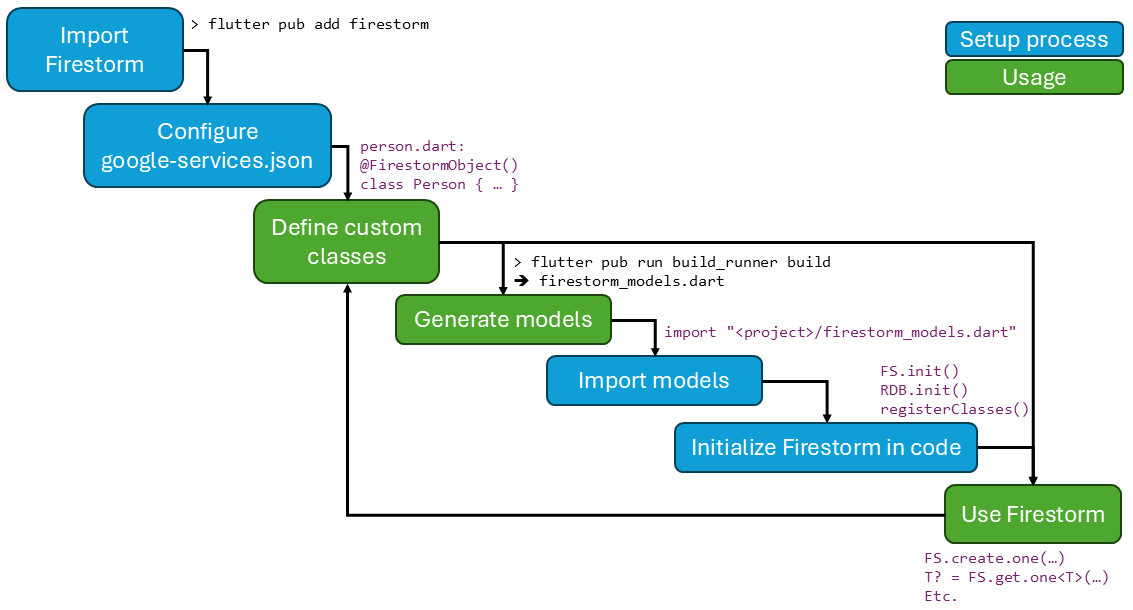 Import
Firestorm
> flutter pub add firestorm
Setup process
Usage
Configure
google-services.json
person.dart:
@FirestormObject()
class Person { … }
Define custom
classes
> flutter pub run build_runner build
➔ firestorm_models.dart
Generate models
import "<project>/firestorm_models.dart"
Import models
FS.init()
RDB.init()
registerClasses()
Initialize Firestorm in code
Use Firestorm
FS.create.one(…)
T? = FS.get.one<T>(…)
Etc.